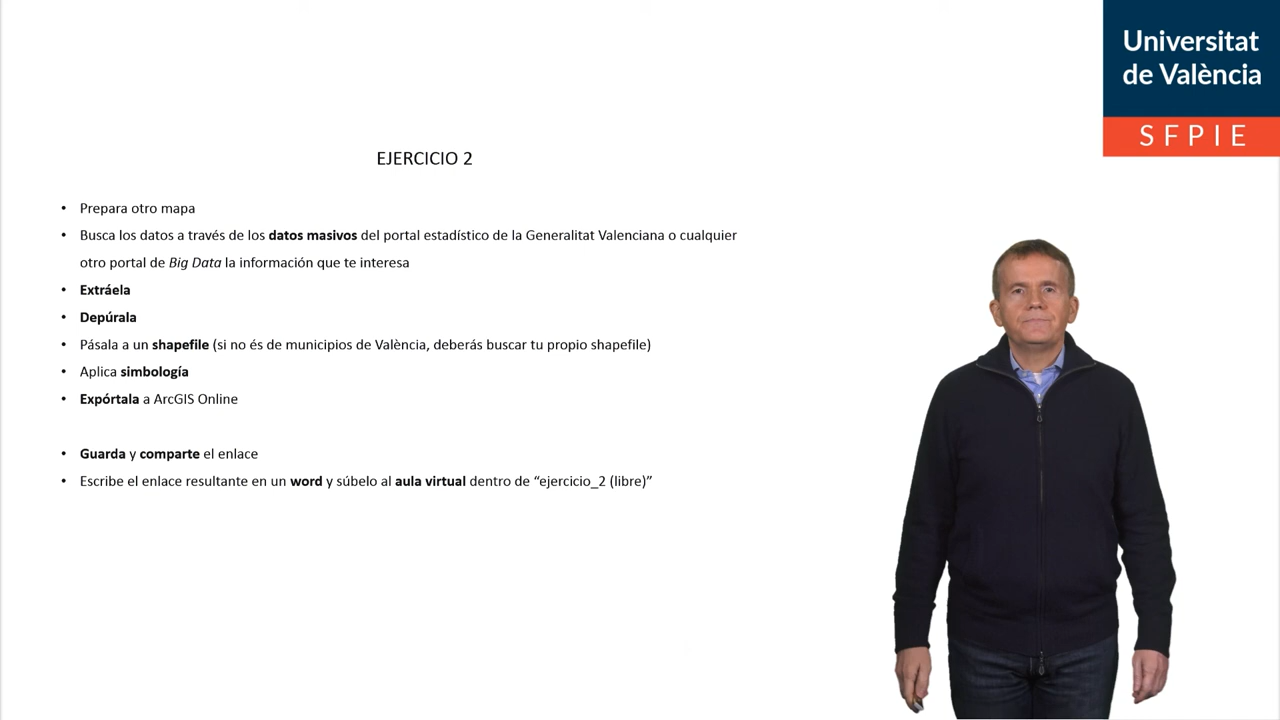 Universitat
de València
SFPIE
EJERCICIO 2
• Prepara otro mapa
• Busca los datos a través de los datos masivos del portal estadístico de la Generalitat Valenciana o cualquier
otro portal de Big Data la información que te interesa
• Extráela
• Depúrala
• Pásala a un shapefile (si no és de municipios de València, deberás buscar tu propio shapefile)
• Aplica simbología
• Expórtala a ArcGIS Online
• Guarda y comparte el enlace
• Escribe el enlace resultante en un word y súbelo al aula virtual dentro de “ejercicio_2 (libre)”